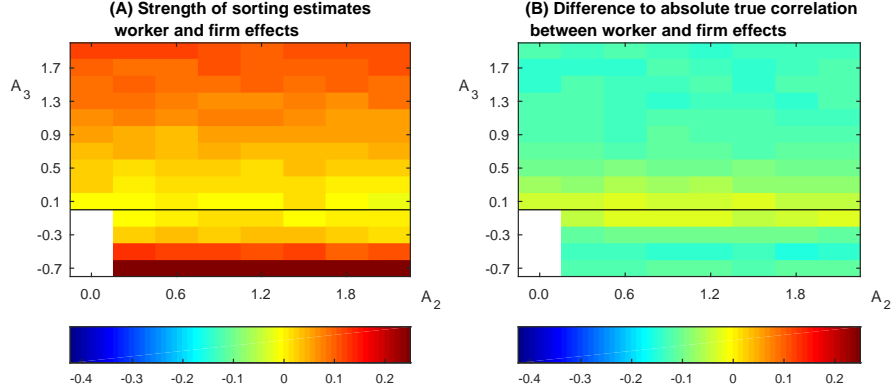 (A) Strength of sorting estimates
worker and firm effects
A3
1.7
1.3
0.9
0.5
0.1
-0.3
-0.7
0.0 0.6 1.2 1.8
A2
-0.4 -0.3 -0.2 -0.1 0 0.1 0.2
(B) Difference to absolute true correlation
between worker and firm effects
A3
1.7
1.3
0.9
0.5
0.1
-0.3
-0.7
0.0 0.6 1.2 1.8
A2
-0.4 -0.3 -0.2 -0.1 0 0.1 0.2